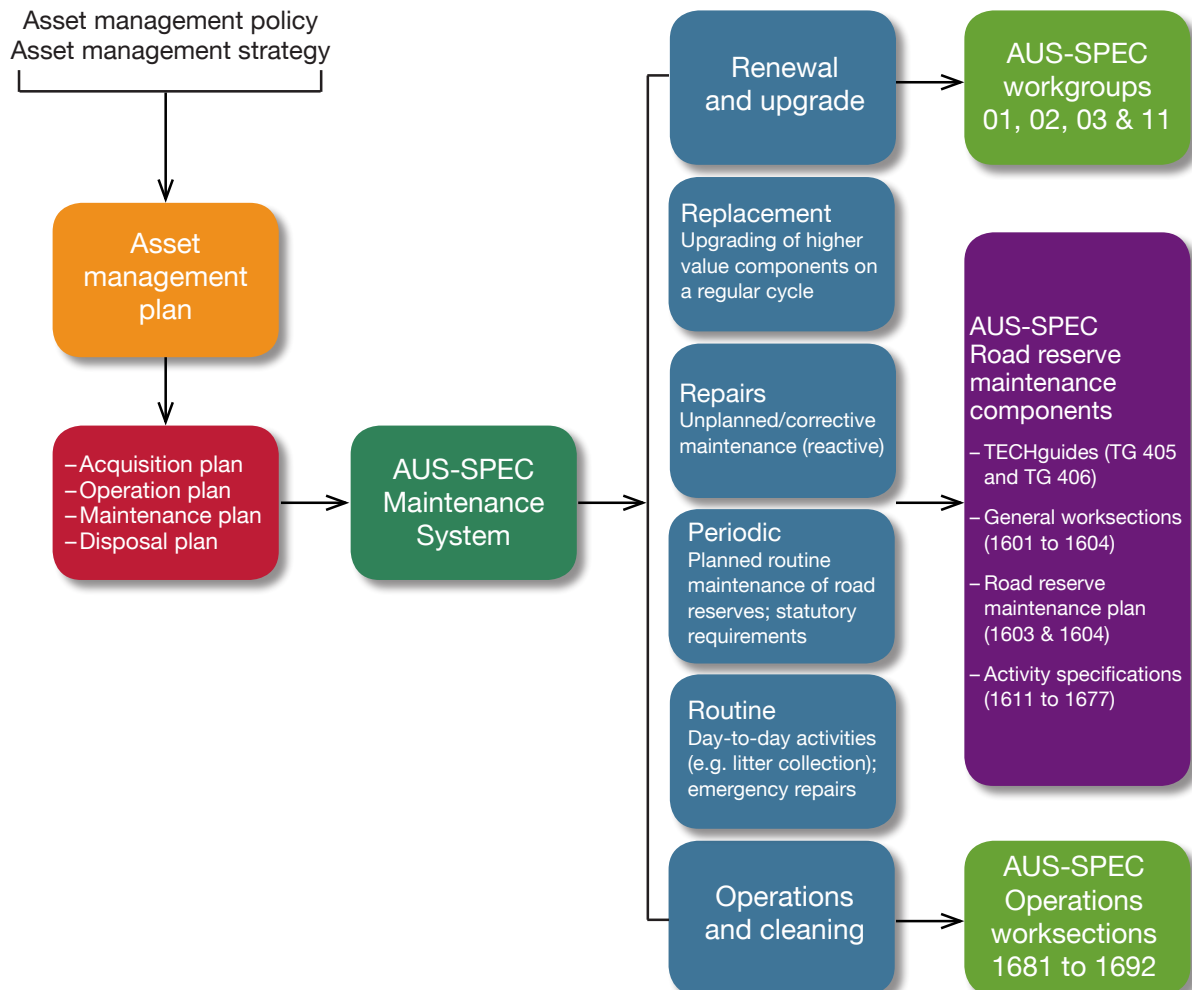 Asset management policy
Asset management strategy
Asset
management
plan
–Acquisition plan
–Operation plan
–Maintenance plan
–Disposal plan
AUS-SPEC
Maintenance
System
Renewal
and upgrade
Replacement
Upgrading of higher
value components on
a regular cycle
Repairs
Unplanned/corrective
maintenance (reactive)
Periodic
Planned routine
maintenance of road
reserves; statutory
requirements
Routine
Day-to-day activities
(e.g. litter collection);
emergency repairs
Operations
and cleaning
AUS-SPEC
workgroups
01, 02, 03 & 11
AUS-SPEC
Road reserve
maintenance
components
–TECHguides (TG 405
and TG 406)
–General worksections
(1601 to 1604)
–Road reserve
maintenance plan
(1603 & 1604)
–Activity specifications
(1611 to 1677)
AUS-SPEC
Operations
worksections
1681 to 1692